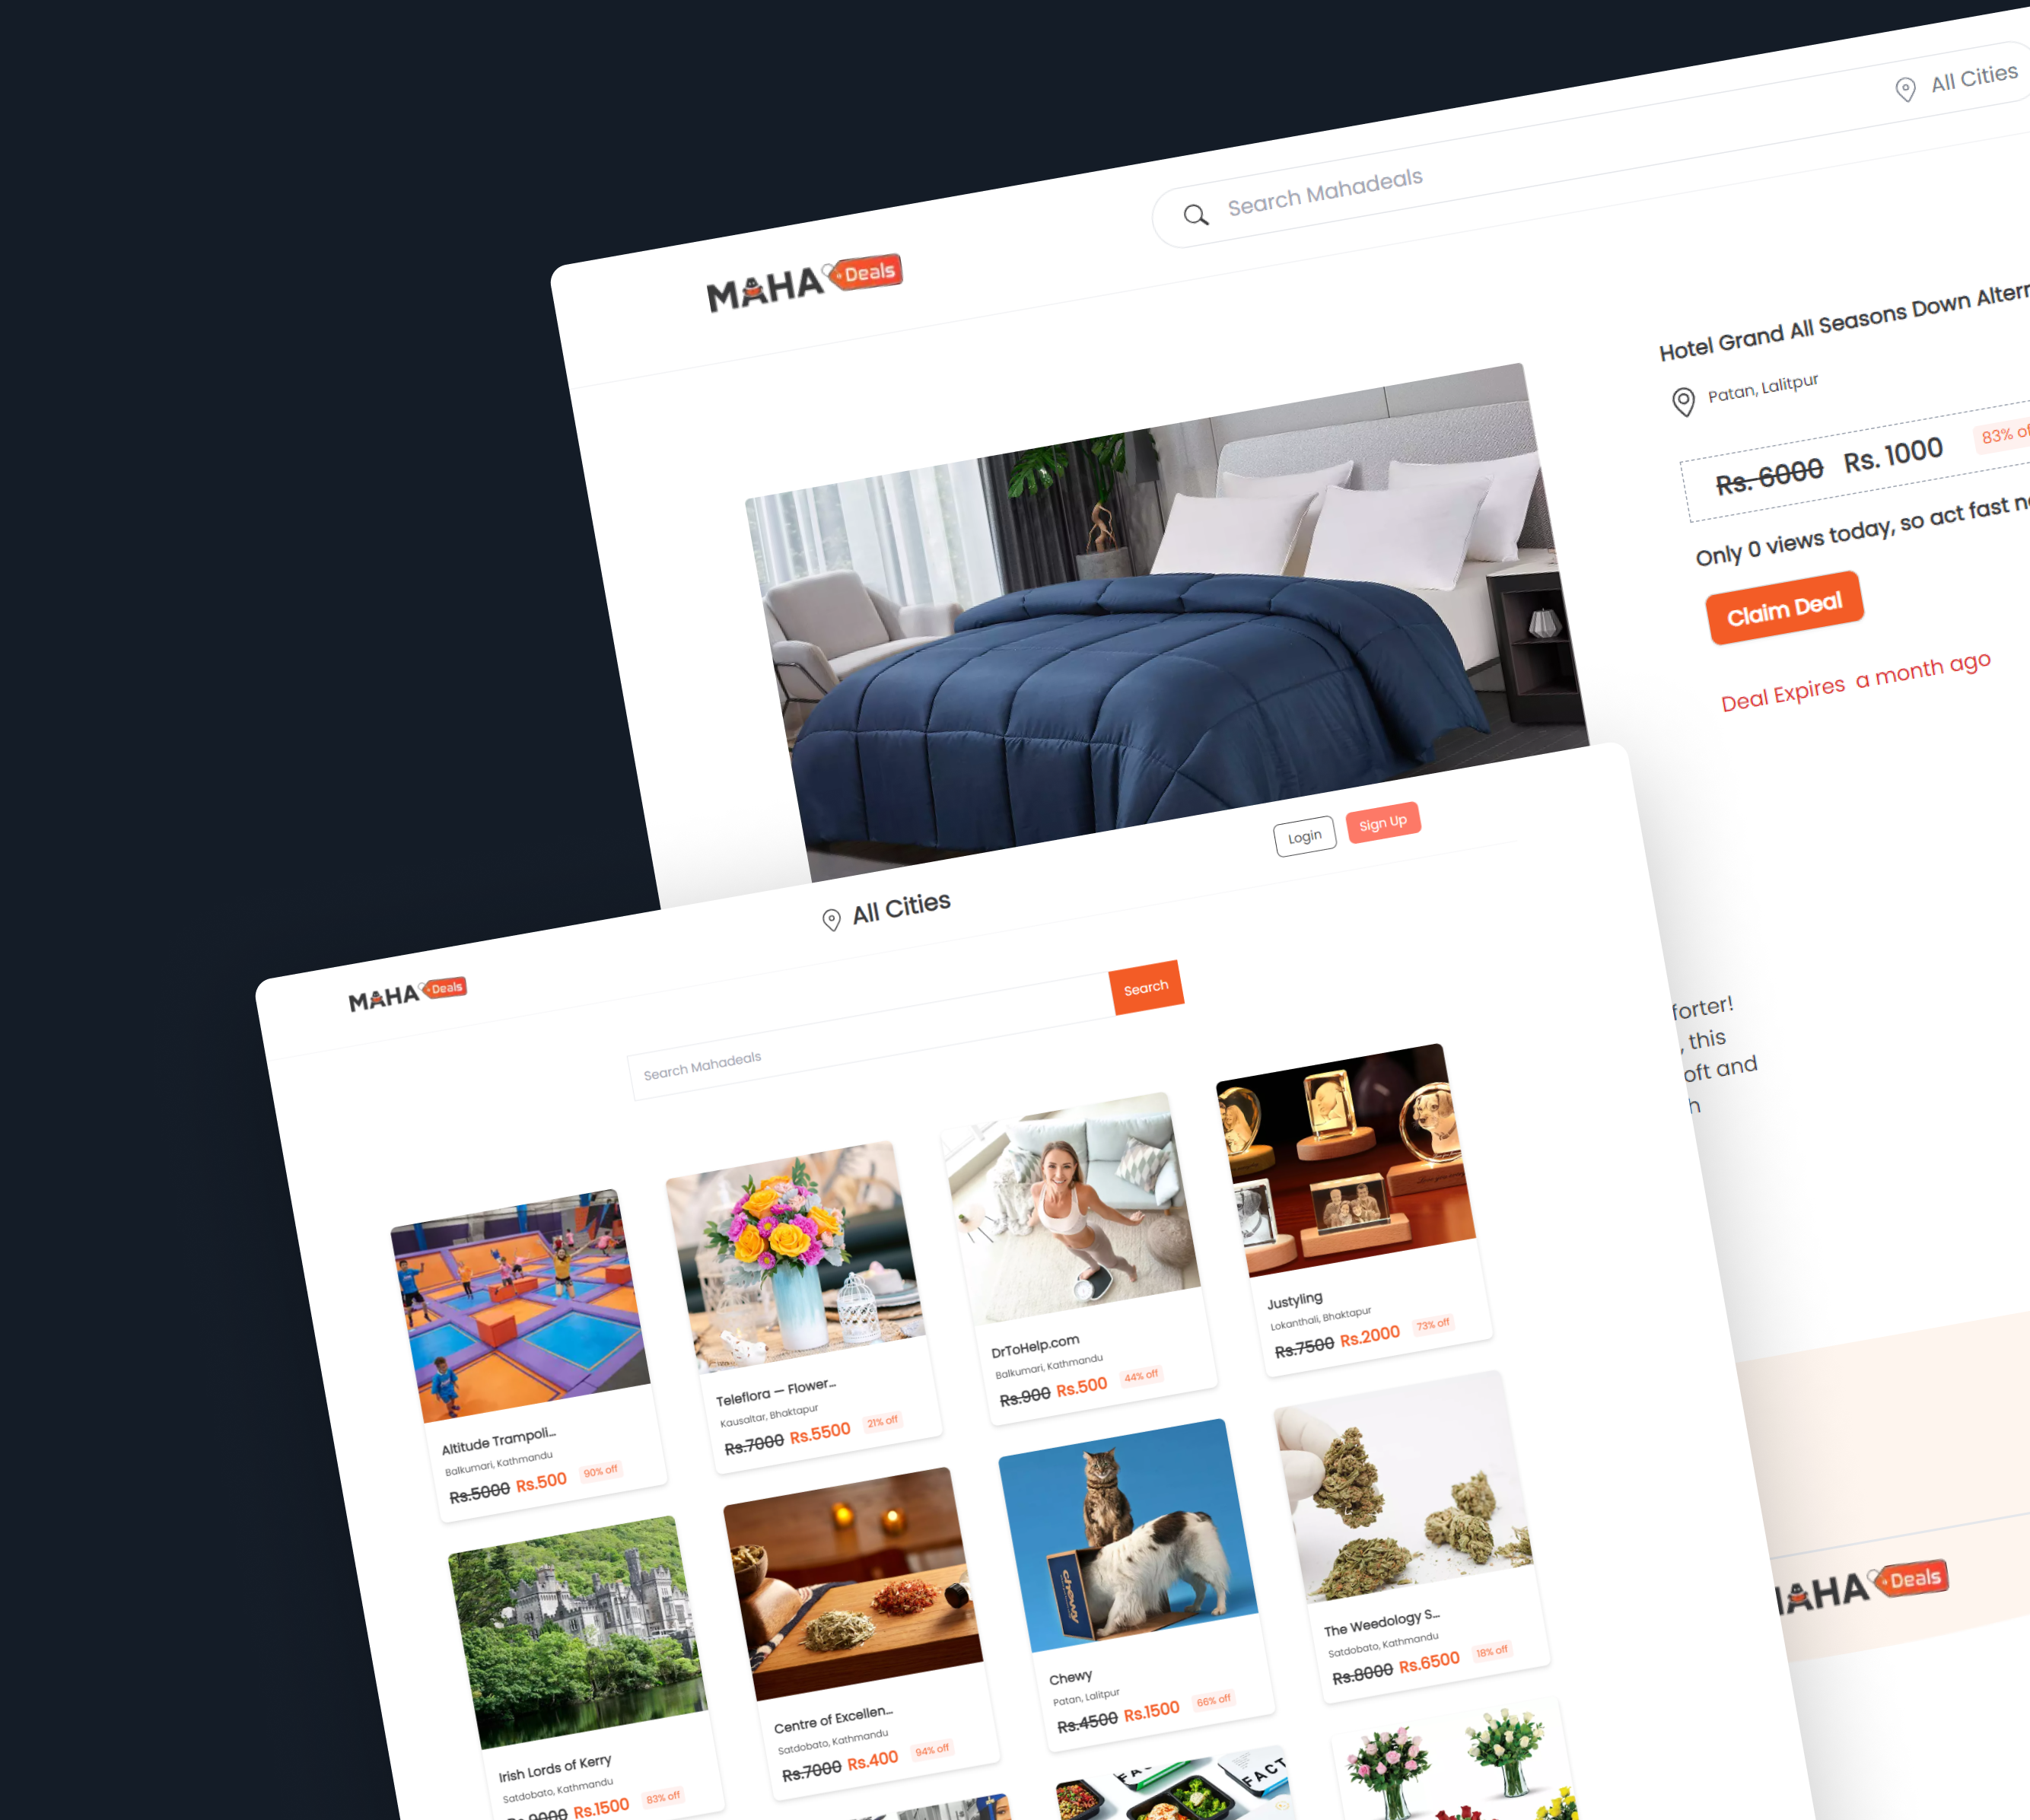 All Cities
Search Mahadeals
MAHA Deals
Hotel Grand All Seasons Down
Patan, Lalitpur
Rs. 6000 Rs. 1000 83%
Only 0 views today, so act fast
Claim Deal
Deal Expires a month ago
Login Sign Up
All Cities
MAHA Deals
Search Mahadeals
Search
forter!
, this
oft and
h
Altitude Trampoli...
Balkumari, Kathmandu
Rs.5000 Rs.500 90% off
Teleflora — Flower...
Kausaltar, Bhaktapur
Rs.7000 Rs.5500 21% off
DrToHelp.com
Balkumari, Kathmandu
Rs.900 Rs.500 44% off
Justyling
Lokanthali, Bhaktapur
Rs.7500 Rs.2000 73% off
Irish Lords of Kerry
Satdobato, Kathmandu
Rs.1500 83% off
Centre of Excellen...
Satdobato, Kathmandu
Rs.7000 Rs.400 94% off
chewy
Chewy
Patan, Lalitpur
Rs.4500 Rs.1500 66% off
The Weedology S...
Satdobato, Kathmandu
Rs.8000 Rs.6500 18% off
FACT
MAHA Deals